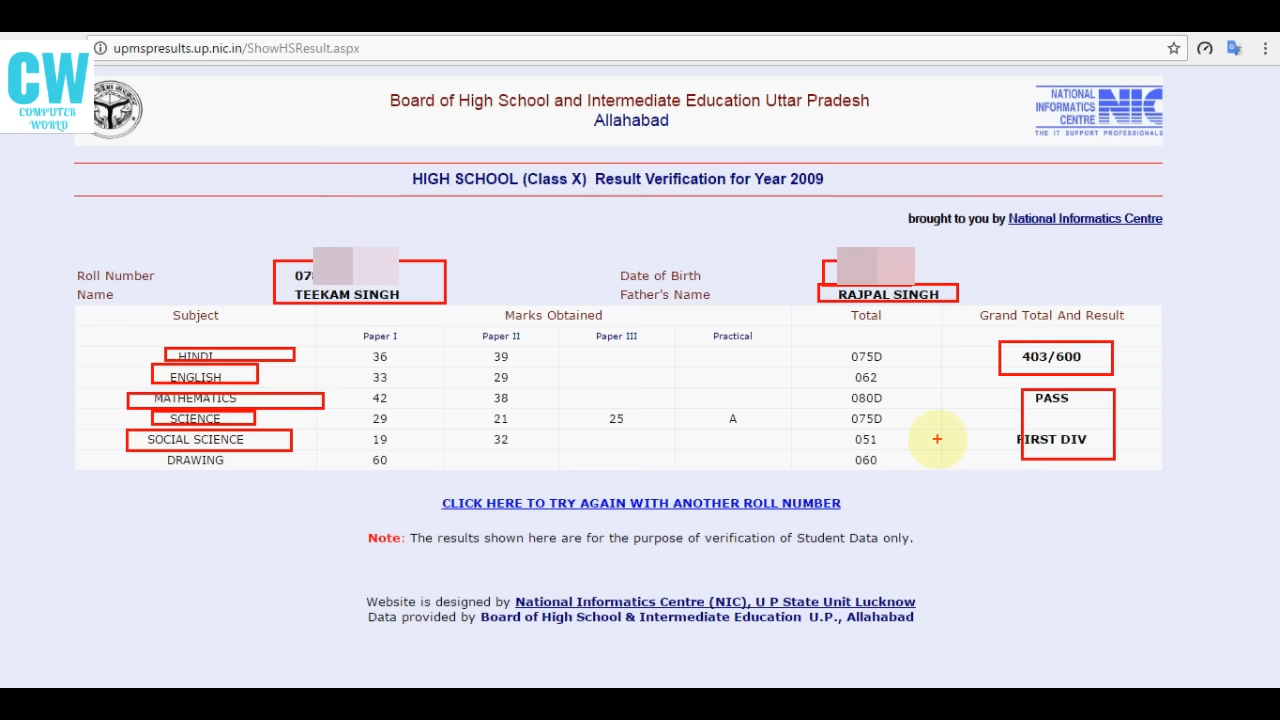 upmspresults.up.nic.in/ShowHSResult.aspx
CW
COMPUTER
WORLD
Board of High School and Intermediate Education Uttar Pradesh
Allahabad
NATIONAL
INFORMATICS
CENTRE NIC
THE IT SUPPORT PROFESSIONALS
HIGH SCHOOL (Class X) Result Verification for Year 2009
brought to you by National Informatics Centre
Roll Number 07 Date of Birth
Name TEEKAM SINGH Father's Name RAJPAL SINGH
Subject Marks Obtained Total Grand Total And Result
Paper I Paper II Paper III Practical
HINDI 36 39 075D 403/600
ENGLISH 33 29 062
MATHEMATICS 42 38 080D PASS
SCIENCE 29 21 25 A 075D
SOCIAL SCIENCE 19 32 051 FIRST DIV
DRAWING 60 060
CLICK HERE TO TRY AGAIN WITH ANOTHER ROLL NUMBER
Note: The results shown here are for the purpose of verification of Student Data only.
Website is designed by National Informatics Centre (NIC), U P State Unit Lucknow
Data provided by Board of High School & Intermediate Education U.P., Allahabad